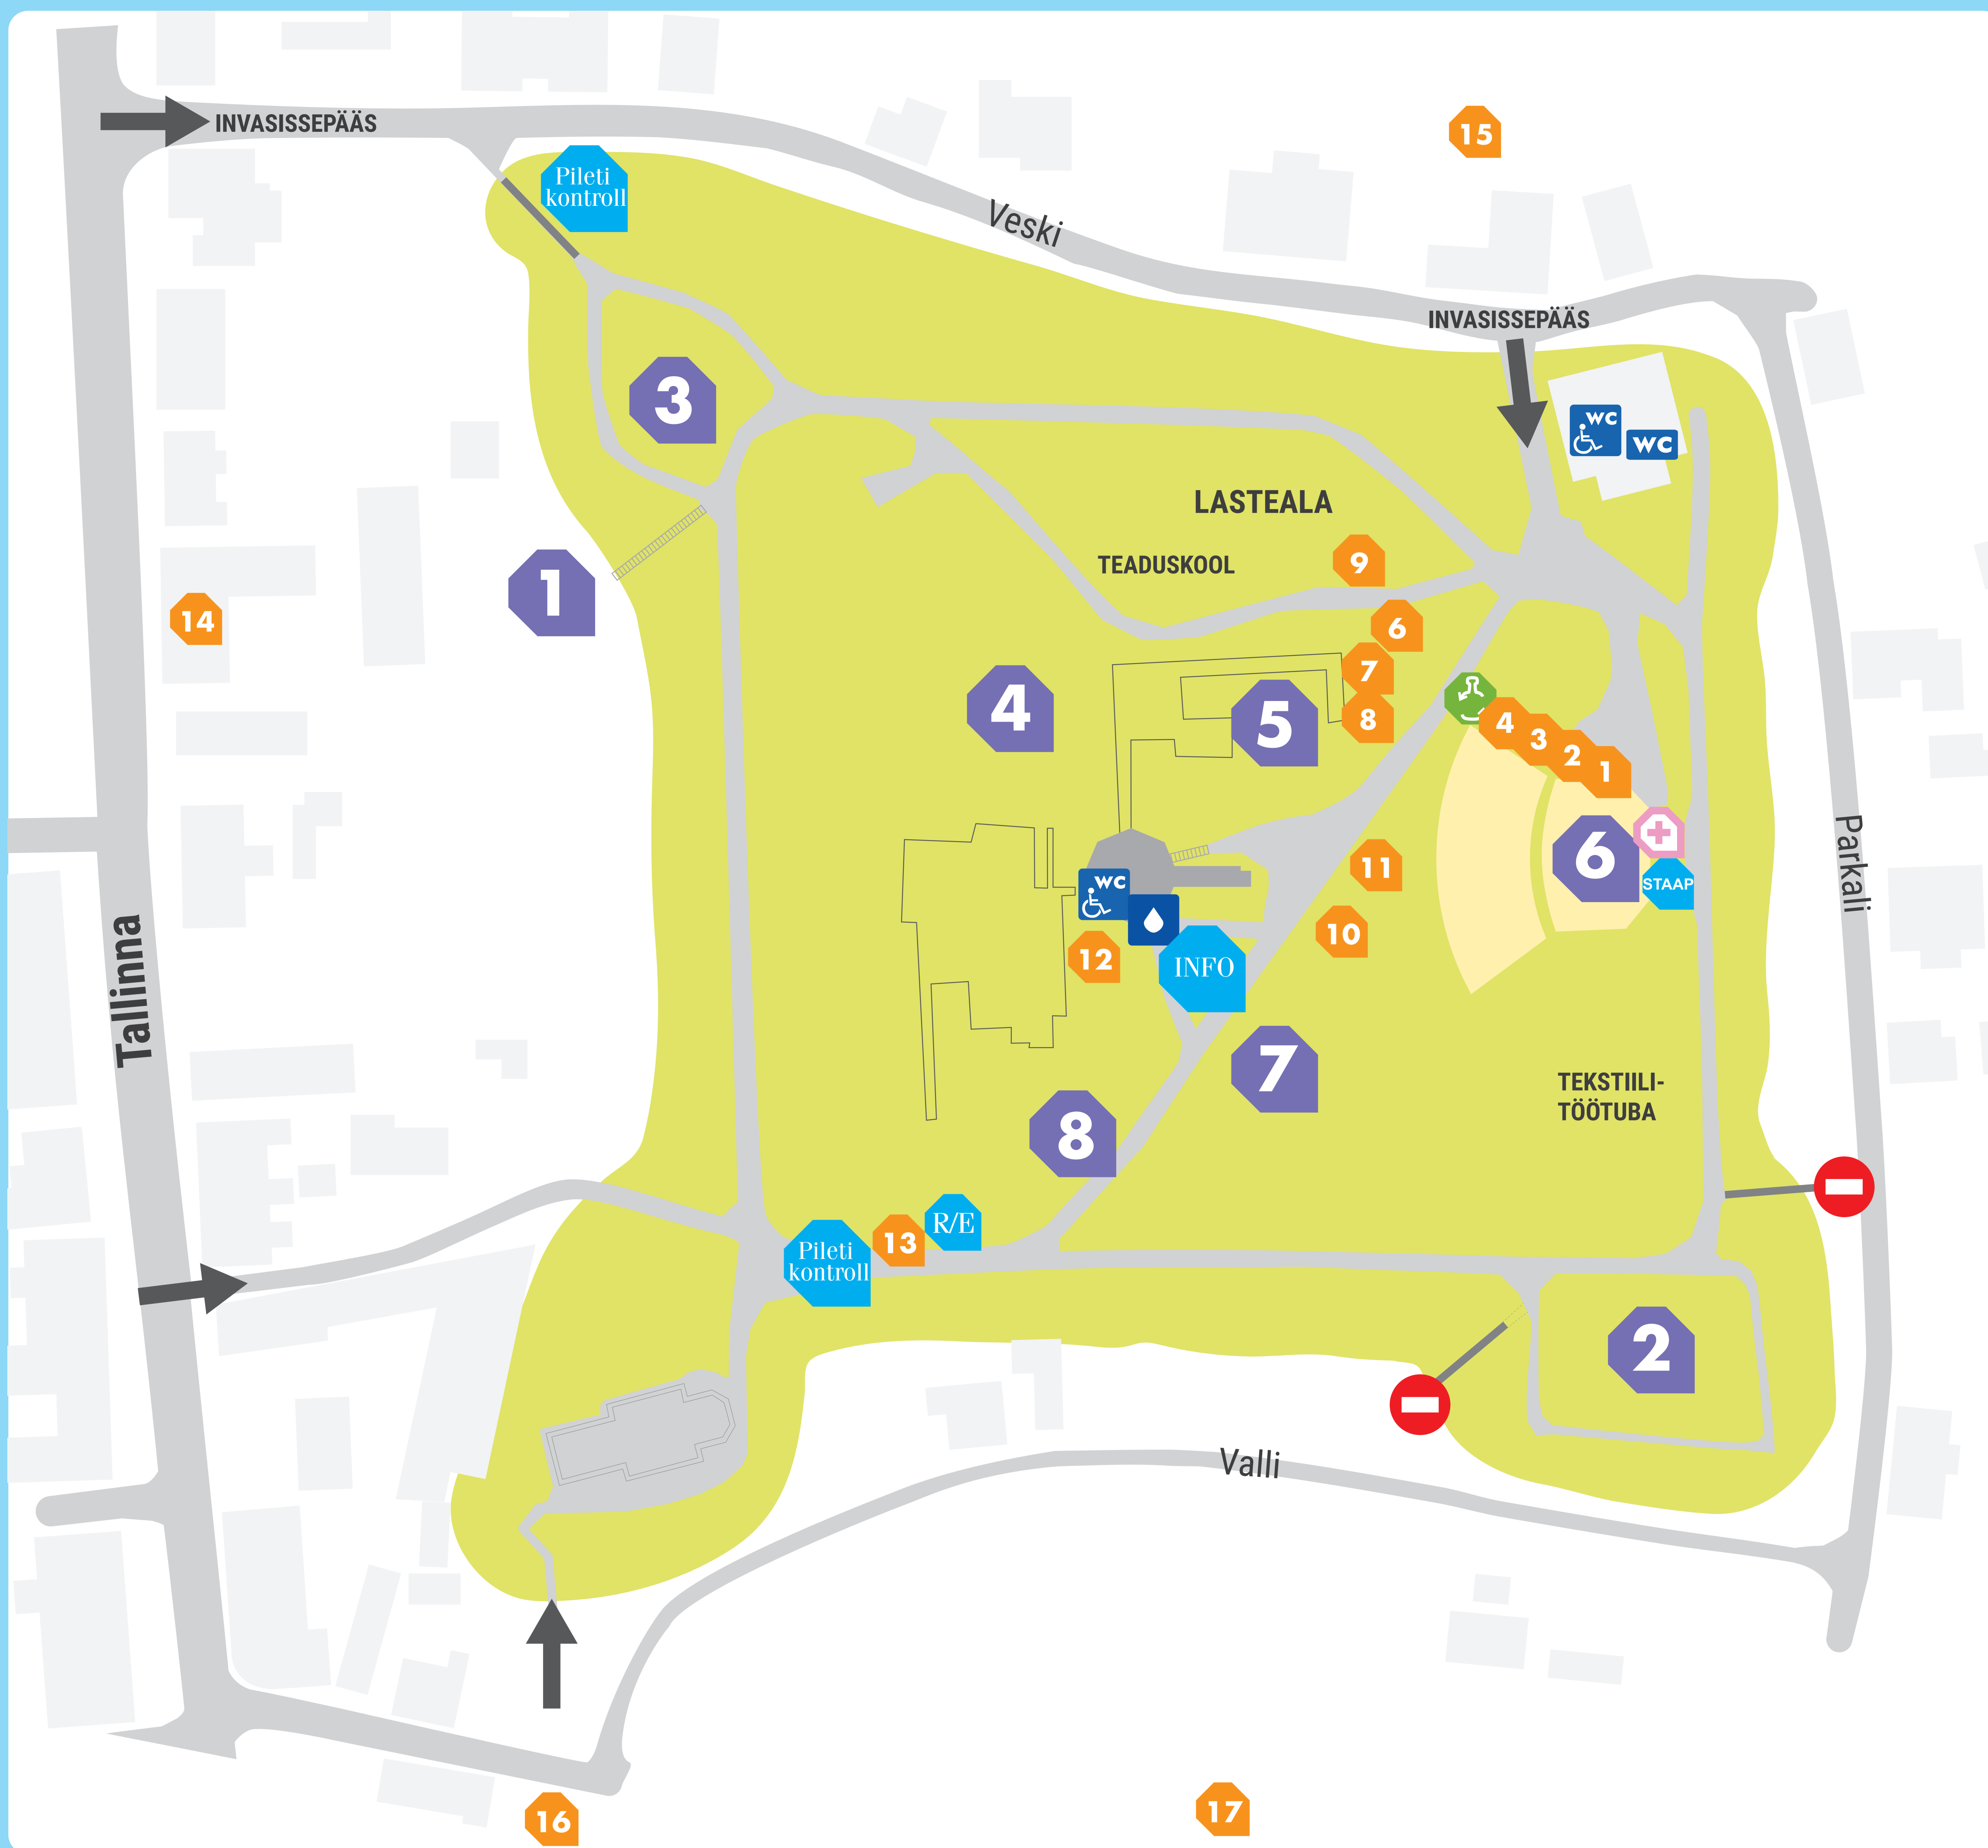 15
INVASISSEPÄÄS
Pileti
kontroll
Veski
INVASISSEPÄÄS
3
WC
WC
LASTEALA
TEADUSKOOL
9
1
14
6
7
4
5
8
4
3
2
1
6
STAAP
11
Parkali
WC
10
12
INFO
Tallinna
7
TEKSTIILI-
TÖÖTUBA
8
R/E
13
Pileti
kontroll
2
Valli
16
17